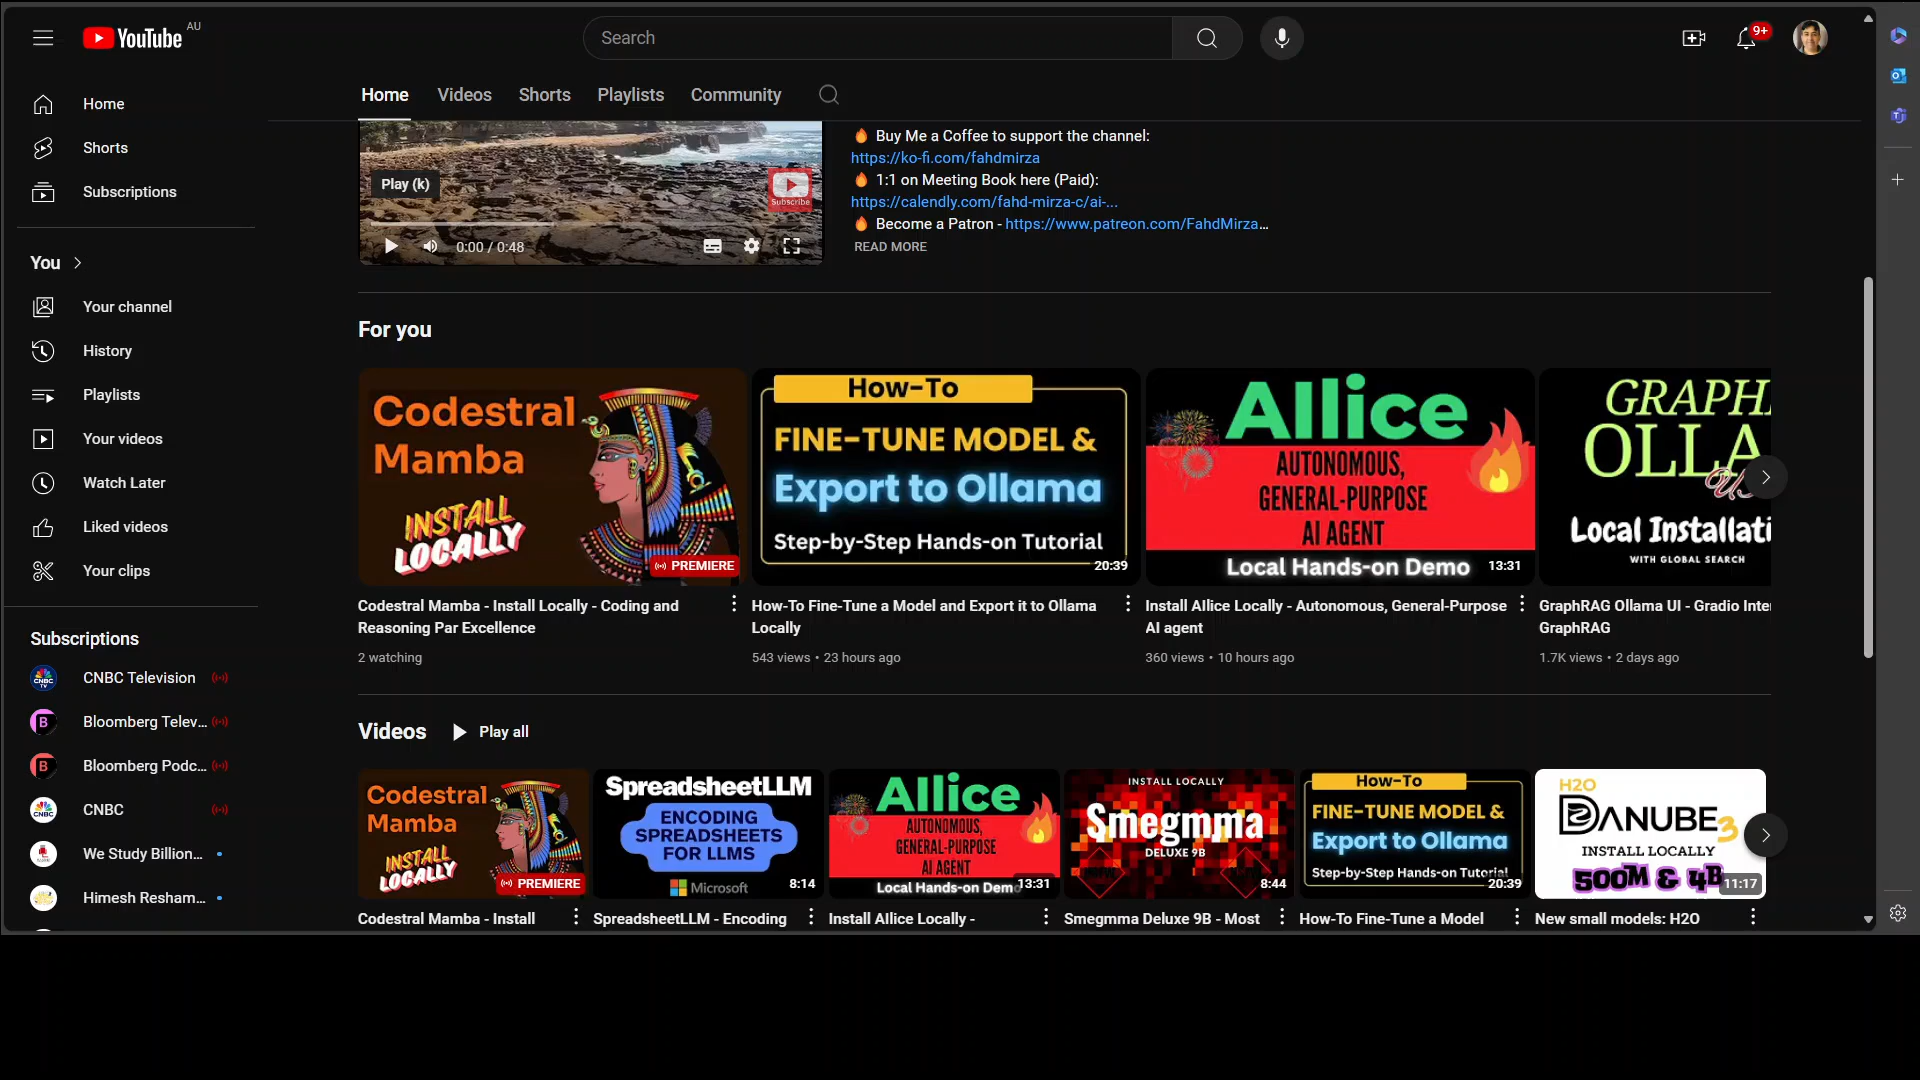 YouTube
AU
Search
9+
Home
Shorts
Subscriptions
You
Your channel
History
Playlists
Your videos
Watch Later
Liked videos
Your clips
Subscriptions
CNBC Television
Bloomberg Telev...
Bloomberg Podc...
CNBC
We Study Billion...
Himesh Resham...
Home
Videos
Shorts
Playlists
Community
Play (k)
Subscribe
0:00 / 0:48
🔥 Buy Me a Coffee to support the channel:
https://ko-fi.com/fahdmirza
🔥 1:1 on Meeting Book here (Paid):
https://calendly.com/fahd-mirza-c/ai-...
🔥 Become a Patron - https://www.patreon.com/FahdMirza...
READ MORE
For you
Codestral
Mamba
INSTALL
LOCALLY
PREMIERE
Codestral Mamba - Install Locally - Coding and
Reasoning Par Excellence
2 watching
How-To
FINE-TUNE MODEL &
Export to Ollama
Step-by-Step Hands-on Tutorial
20:39
How-To Fine-Tune a Model and Export it to Ollama
Locally
543 views • 23 hours ago
AIlice
AUTONOMOUS,
GENERAL-PURPOSE
AI AGENT
Local Hands-on Demo
13:31
Install AIlice Locally - Autonomous, General-Purpose
AI agent
360 views • 10 hours ago
GRAPH
OLLA
Local Installati
WITH GLOBAL SEARCH
GraphRAG Ollama UI - Gradio Inte
GraphRAG
1.7K views • 2 days ago
Videos
Play all
Codestral
Mamba
INSTALL
LOCALLY
PREMIERE
Codestral Mamba - Install
SpreadsheetLLM
ENCODING
SPREADSHEETS
FOR LLMS
Microsoft
8:14
SpreadsheetLLM - Encoding
AIlice
AUTONOMOUS,
GENERAL-PURPOSE
AI AGENT
Local Hands-on Demo
13:31
Install AIlice Locally -
INSTALL LOCALLY
Smegmma
DELUXE 9B
8:44
Smegmma Deluxe 9B - Most
How-To
FINE-TUNE MODEL &
Export to Ollama
Step-by-Step Hands-on Tutorial
20:39
How-To Fine-Tune a Model
H2O
DANUBE3
INSTALL LOCALLY
500M & 4B
11:17
New small models: H2O